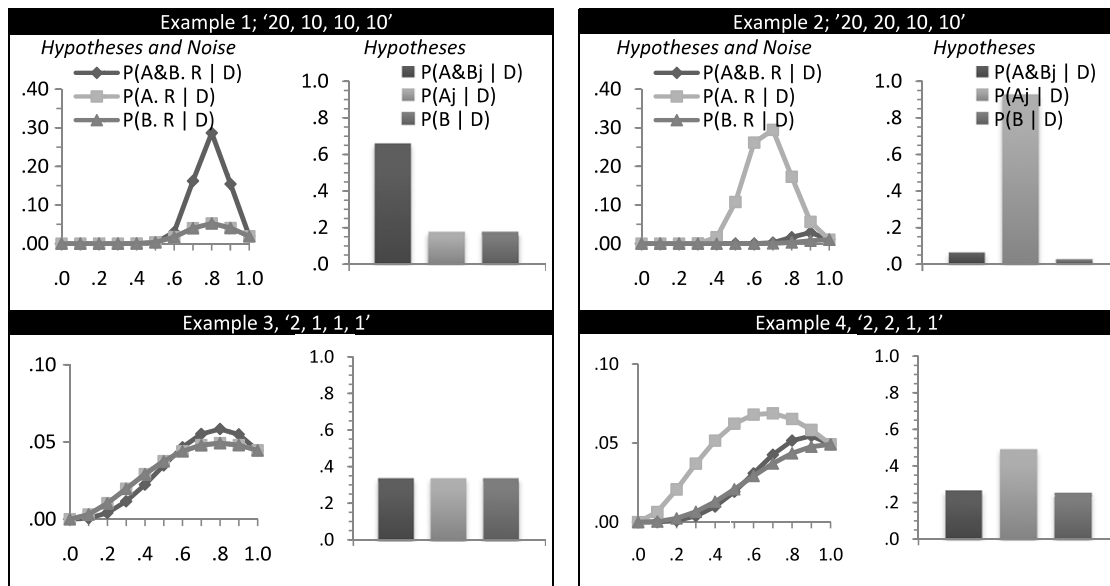 Example 1; ‘20, 10, 10, 10’
Hypotheses and Noise
P(A&B. R | D)
P(A. R | D)
P(B. R | D)
.40
.30
.20
.10
.00
.0 .2 .4 .6 .8 1.0
Hypotheses
P(A&Bj | D)
P(Aj | D)
P(B | D)
1.0
.8
.6
.4
.2
.0
Example 2; ’20, 20, 10, 10’
Hypotheses and Noise
P(A&B. R | D)
P(A. R | D)
P(B. R | D)
.40
.30
.20
.10
.00
.0 .2 .4 .6 .8 1.0
Hypotheses
P(A&Bj | D)
P(Aj | D)
P(B | D)
1.0
.8
.6
.4
.2
.0
Example 3, ‘2, 1, 1, 1’
.10
.05
.00
.0 .2 .4 .6 .8 1.0
1.0
.8
.6
.4
.2
.0
Example 4, ‘2, 2, 1, 1’
.10
.05
.00
.0 .2 .4 .6 .8 1.0
1.0
.8
.6
.4
.2
.0